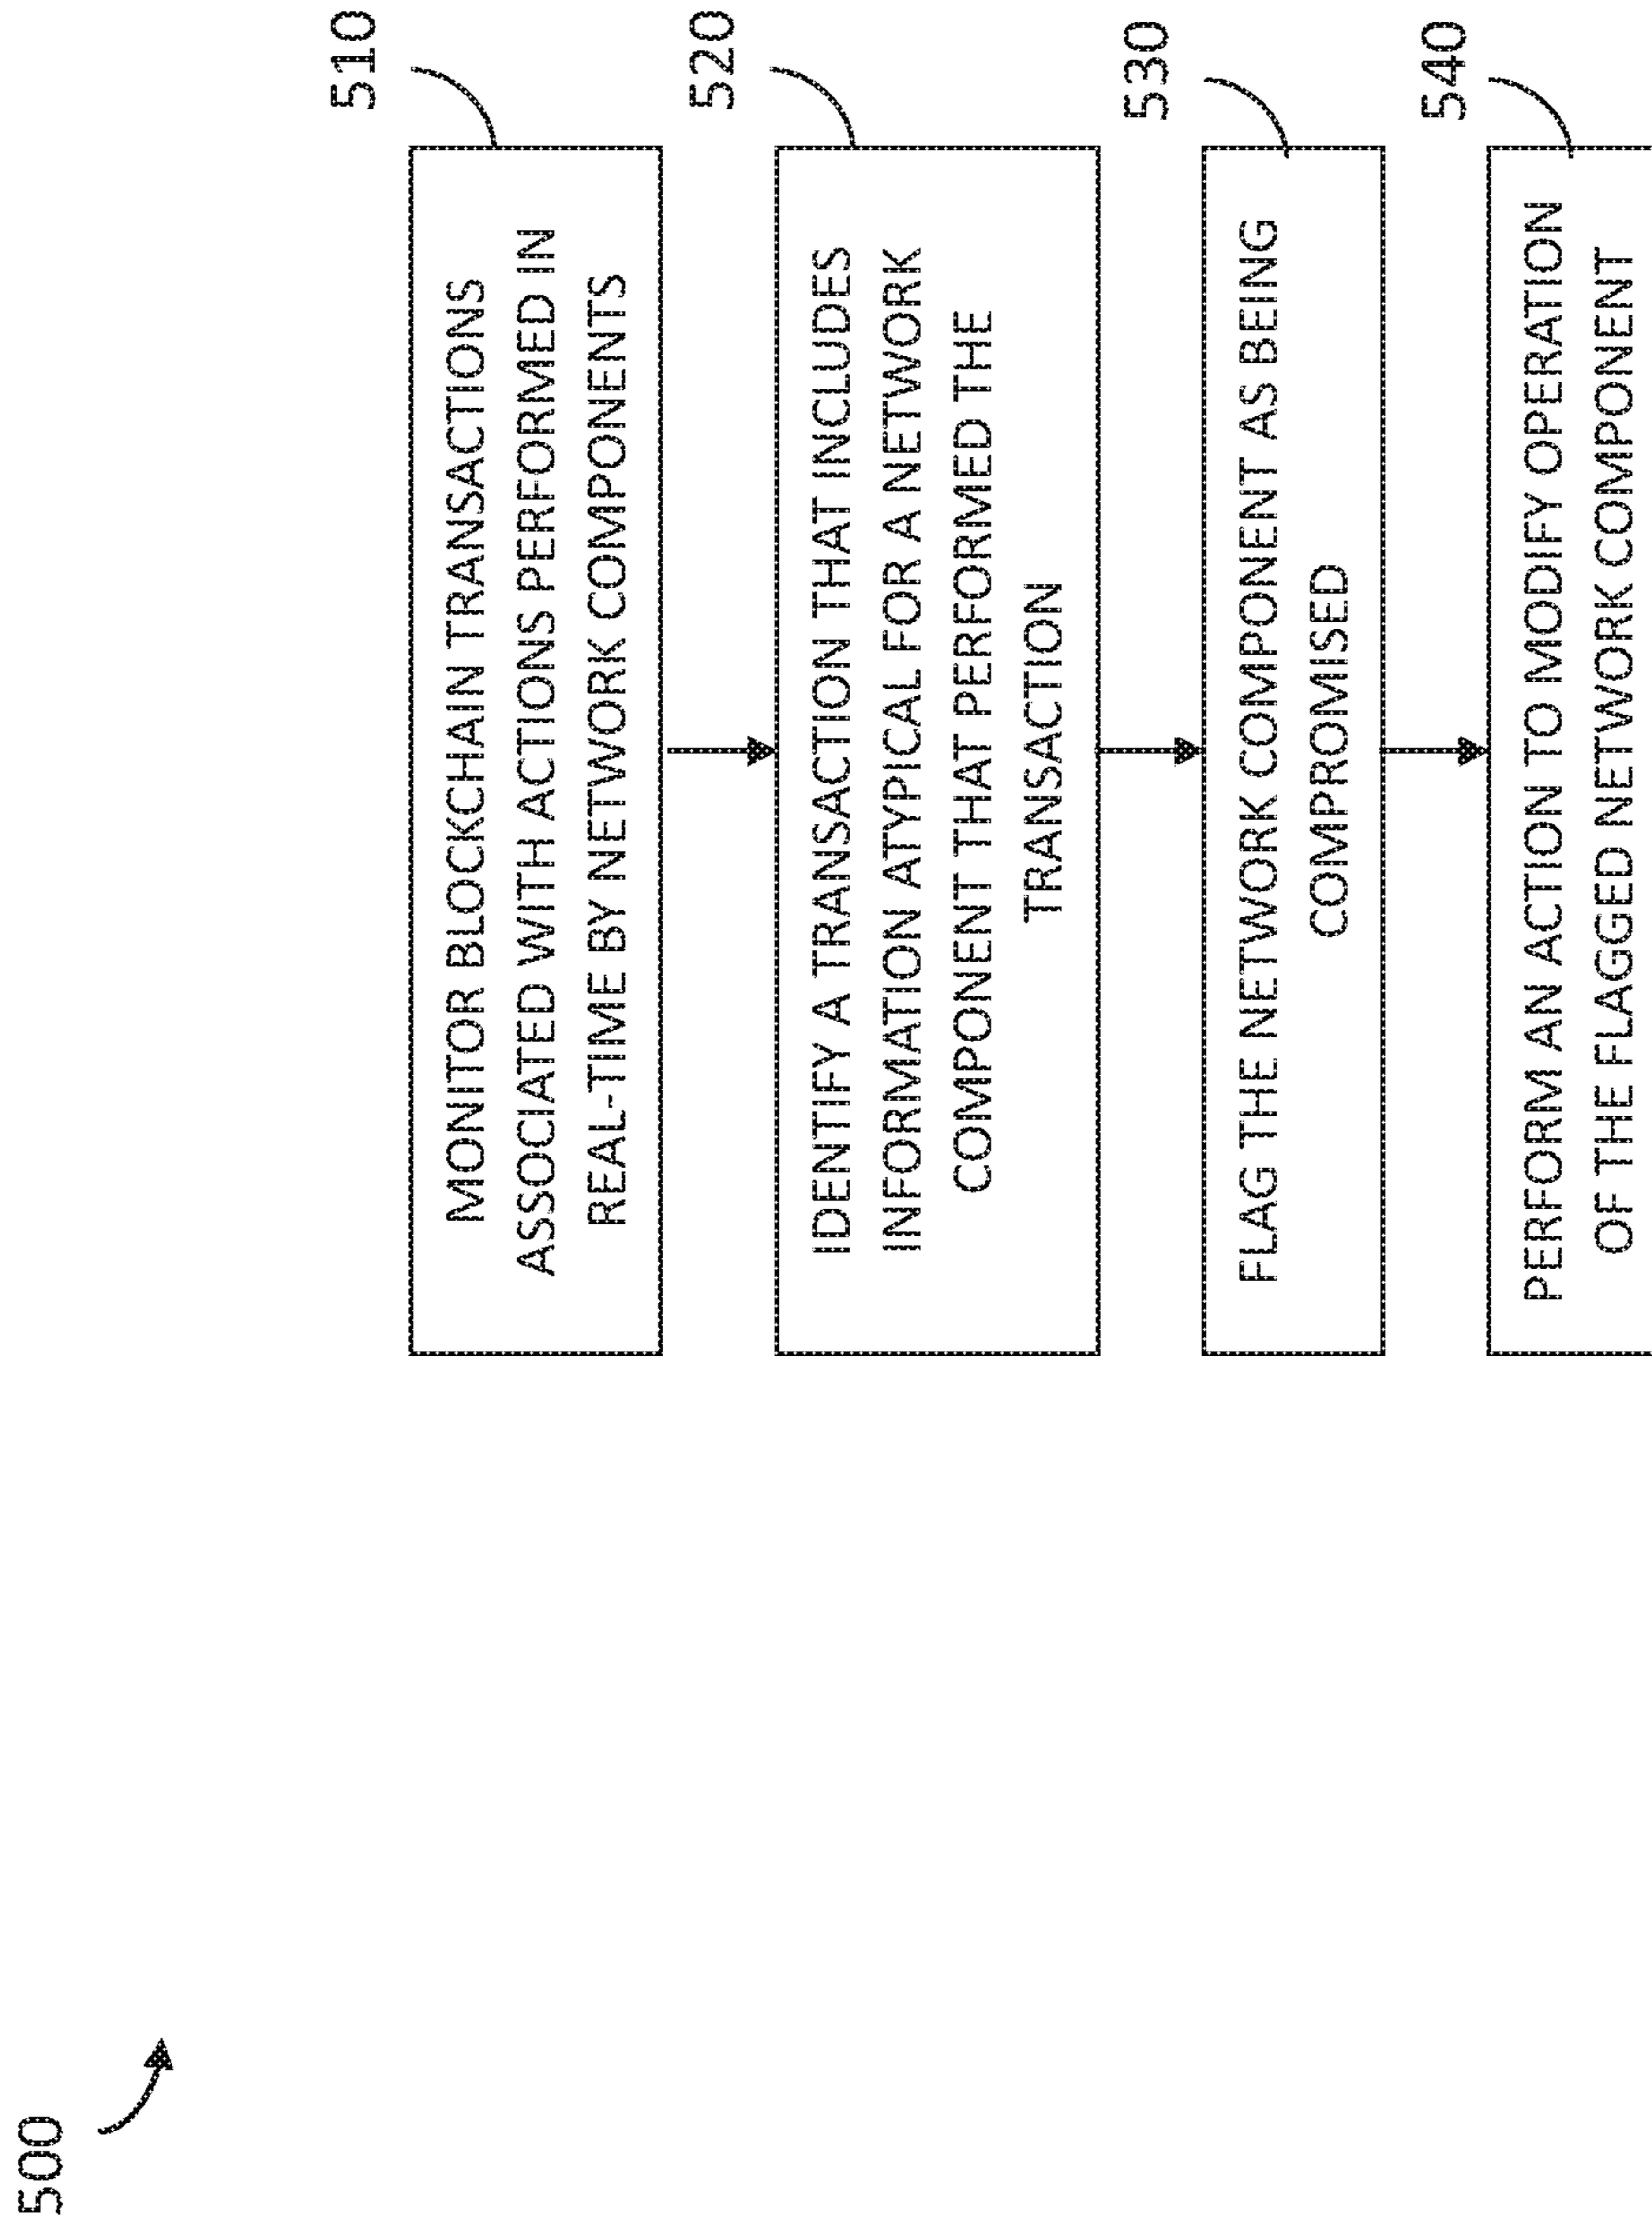 500
510
MONITOR BLOCKCHAIN TRANSACTIONS
ASSOCIATED WITH ACTIONS PERFORMED IN
REAL-TIME BY NETWORK COMPONENTS
520
IDENTIFY A TRANSACTION THAT INCLUDES
INFORMATION ATYPICAL FOR A NETWORK
COMPONENT THAT PERFORMED THE
TRANSACTION
530
FLAG THE NETWORK COMPONENT AS BEING
COMPROMISED
540
PERFORM AN ACTION TO MODIFY OPERATION
OF THE FLAGGED NETWORK COMPONENT